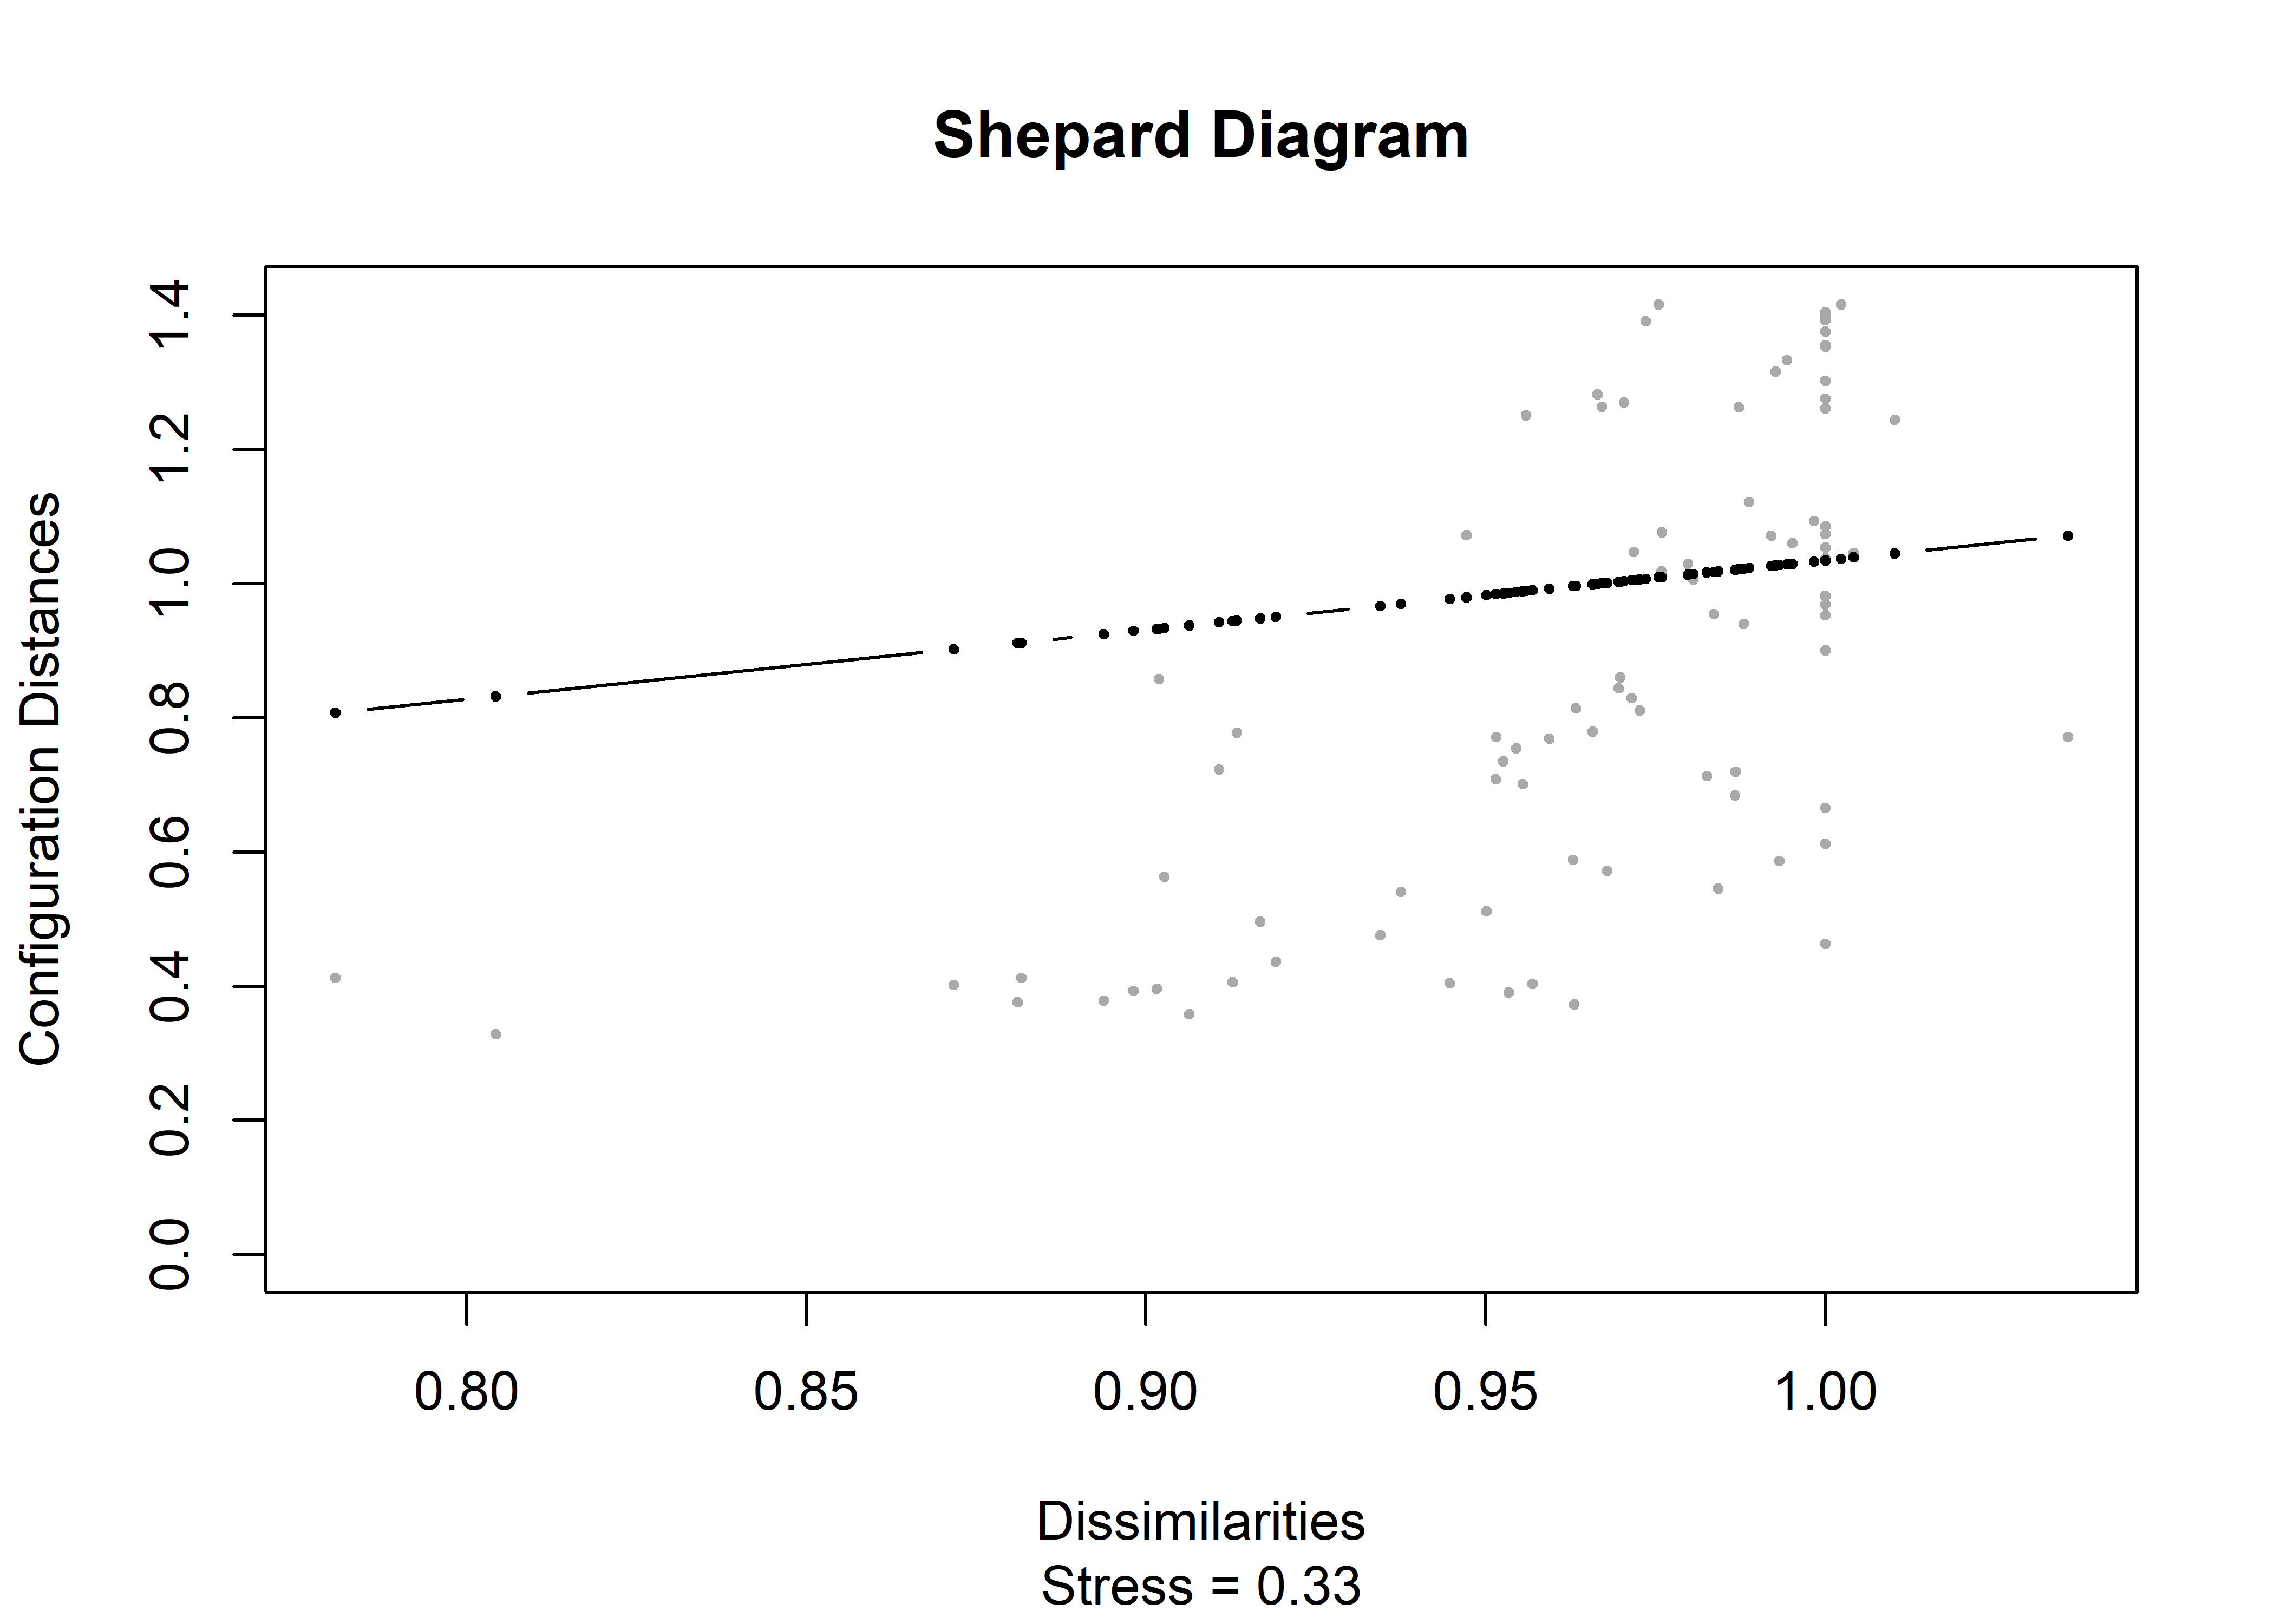 Shepard Diagram
Configuration Distances
1.4
1.2
1.0
0.8
0.6
0.4
0.2
0.0
0.80 0.85 0.90 0.95 1.00
Dissimilarities
Stress = 0.33